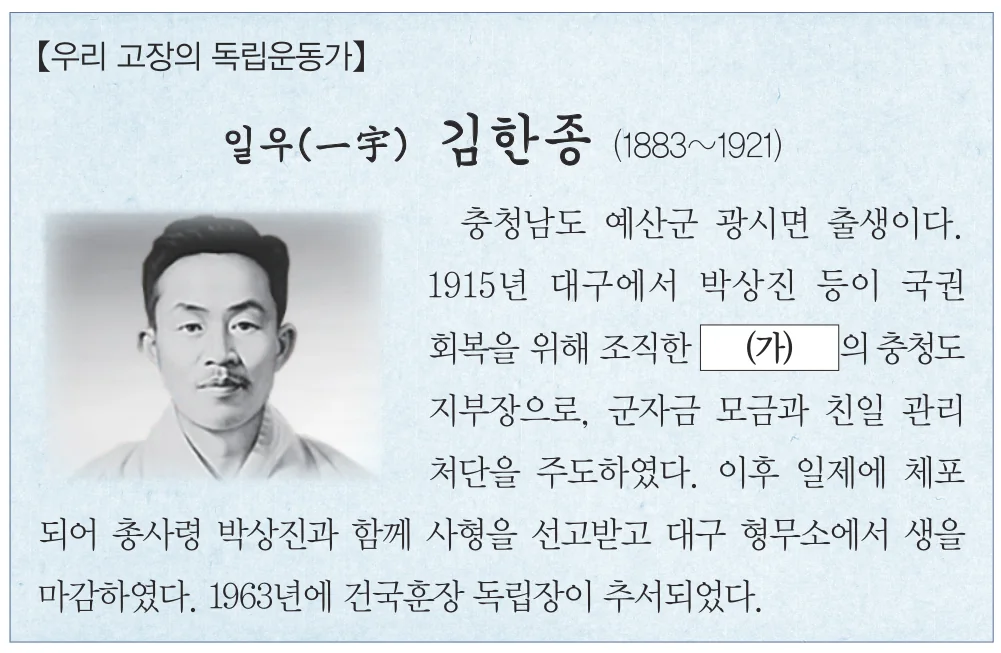 【우리 고장의 독립운동가】
일우(一宇) 김한종 (1883~1921)
충청남도 예산군 광시면 출생이다.
1915년 대구에서 박상진 등이 국권
회복을 위해 조직한 (가) 의 충청도
지부장으로, 군자금 모금과 친일 관리
처단을 주도하였다. 이후 일제에 체포
되어 총사령 박상진과 함께 사형을 선고받고 대구 형무소에서 생을
마감하였다. 1963년에 건국훈장 독립장이 추서되었다.